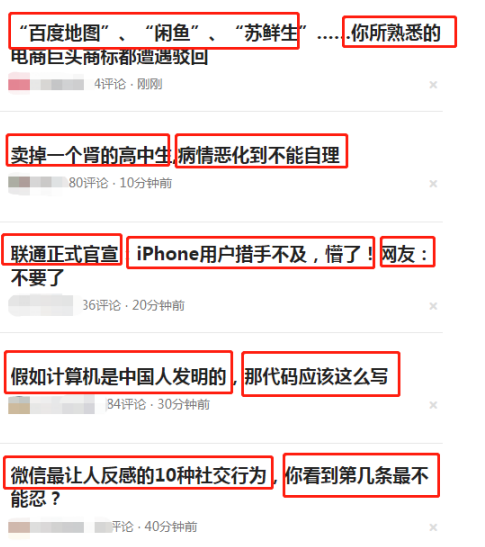 “百度地图”、“闲鱼”、“苏鲜生”……你所熟悉的
电商巨头商标都遭遇驳回
4评论 · 刚刚
卖掉一个肾的高中生,病情恶化到不能自理
80评论 · 10分钟前
联通正式官宣 iPhone用户措手不及，懵了！网友：
不要了
36评论 · 20分钟前
假如计算机是中国人发明的，那代码应该这么写
84评论 · 30分钟前
微信最让人反感的10种社交行为，你看到第几条最不
能忍？
评论 · 40分钟前